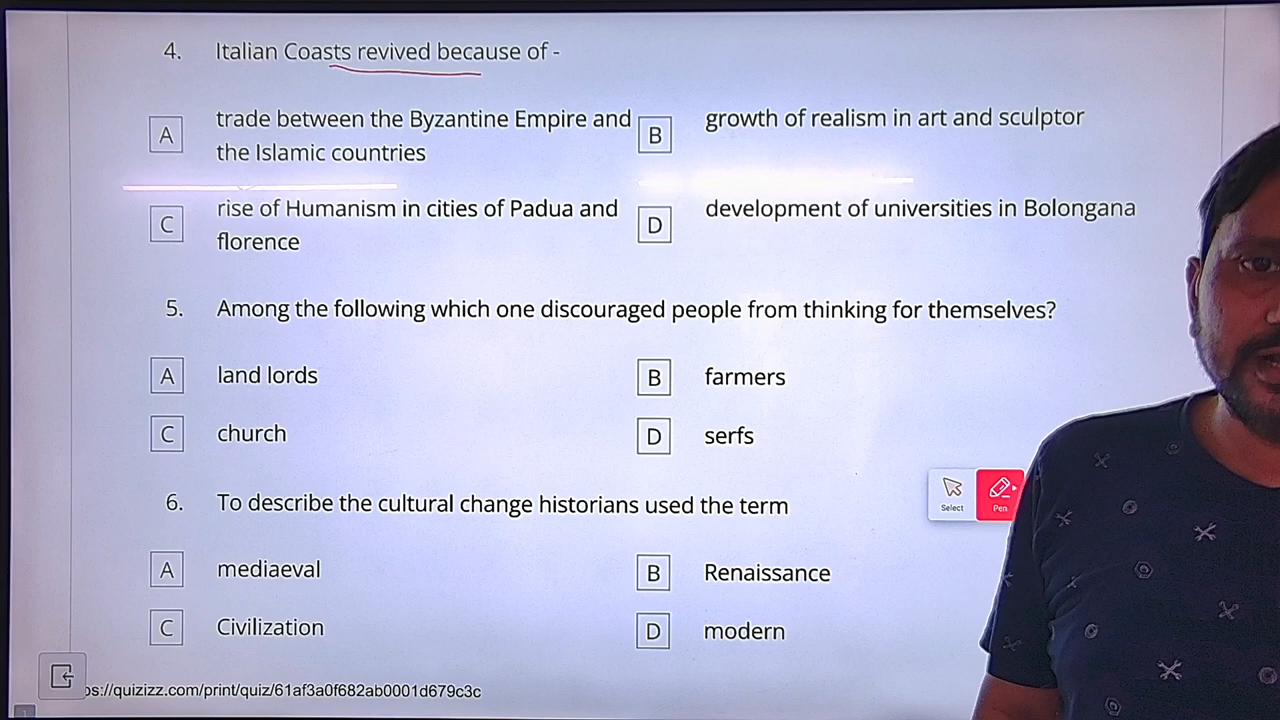 4. Italian Coasts revived because of -
A trade between the Byzantine Empire and
the Islamic countries
B growth of realism in art and sculptor
C rise of Humanism in cities of Padua and
florence
D development of universities in Bolongana
5. Among the following which one discouraged people from thinking for themselves?
A land lords
B farmers
C church
D serfs
Select
Pen
6. To describe the cultural change historians used the term
A mediaeval
B Renaissance
C Civilization
D modern
ps://quizizz.com/print/quiz/61af3a0f682ab0001d679c3c